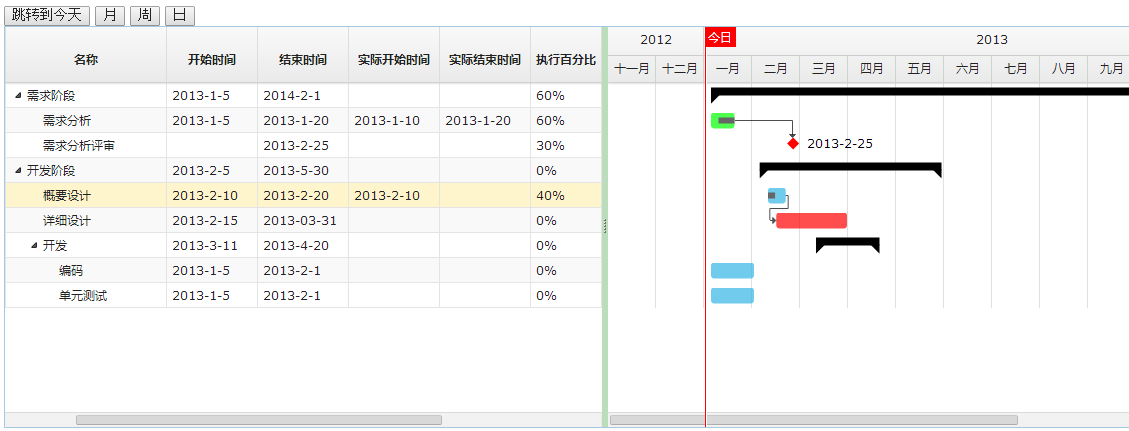 跳转到今天 月 周 日
名称 开始时间 结束时间 实际开始时间 实际结束时间 执行百分比
需求阶段 2013-1-5 2014-2-1 60%
需求分析 2013-1-5 2013-1-20 2013-1-10 2013-1-20 60%
需求分析评审 2013-2-25 30%
开发阶段 2013-2-5 2013-5-30 0%
概要设计 2013-2-10 2013-2-20 2013-2-10 40%
详细设计 2013-2-15 2013-03-31 0%
开发 2013-3-11 2013-4-20 0%
编码 2013-1-5 2013-2-1 0%
单元测试 2013-1-5 2013-2-1 0%
2012 今日 2013
十一月 十二月 一月 二月 三月 四月 五月 六月 七月 八月 九月
2013-2-25